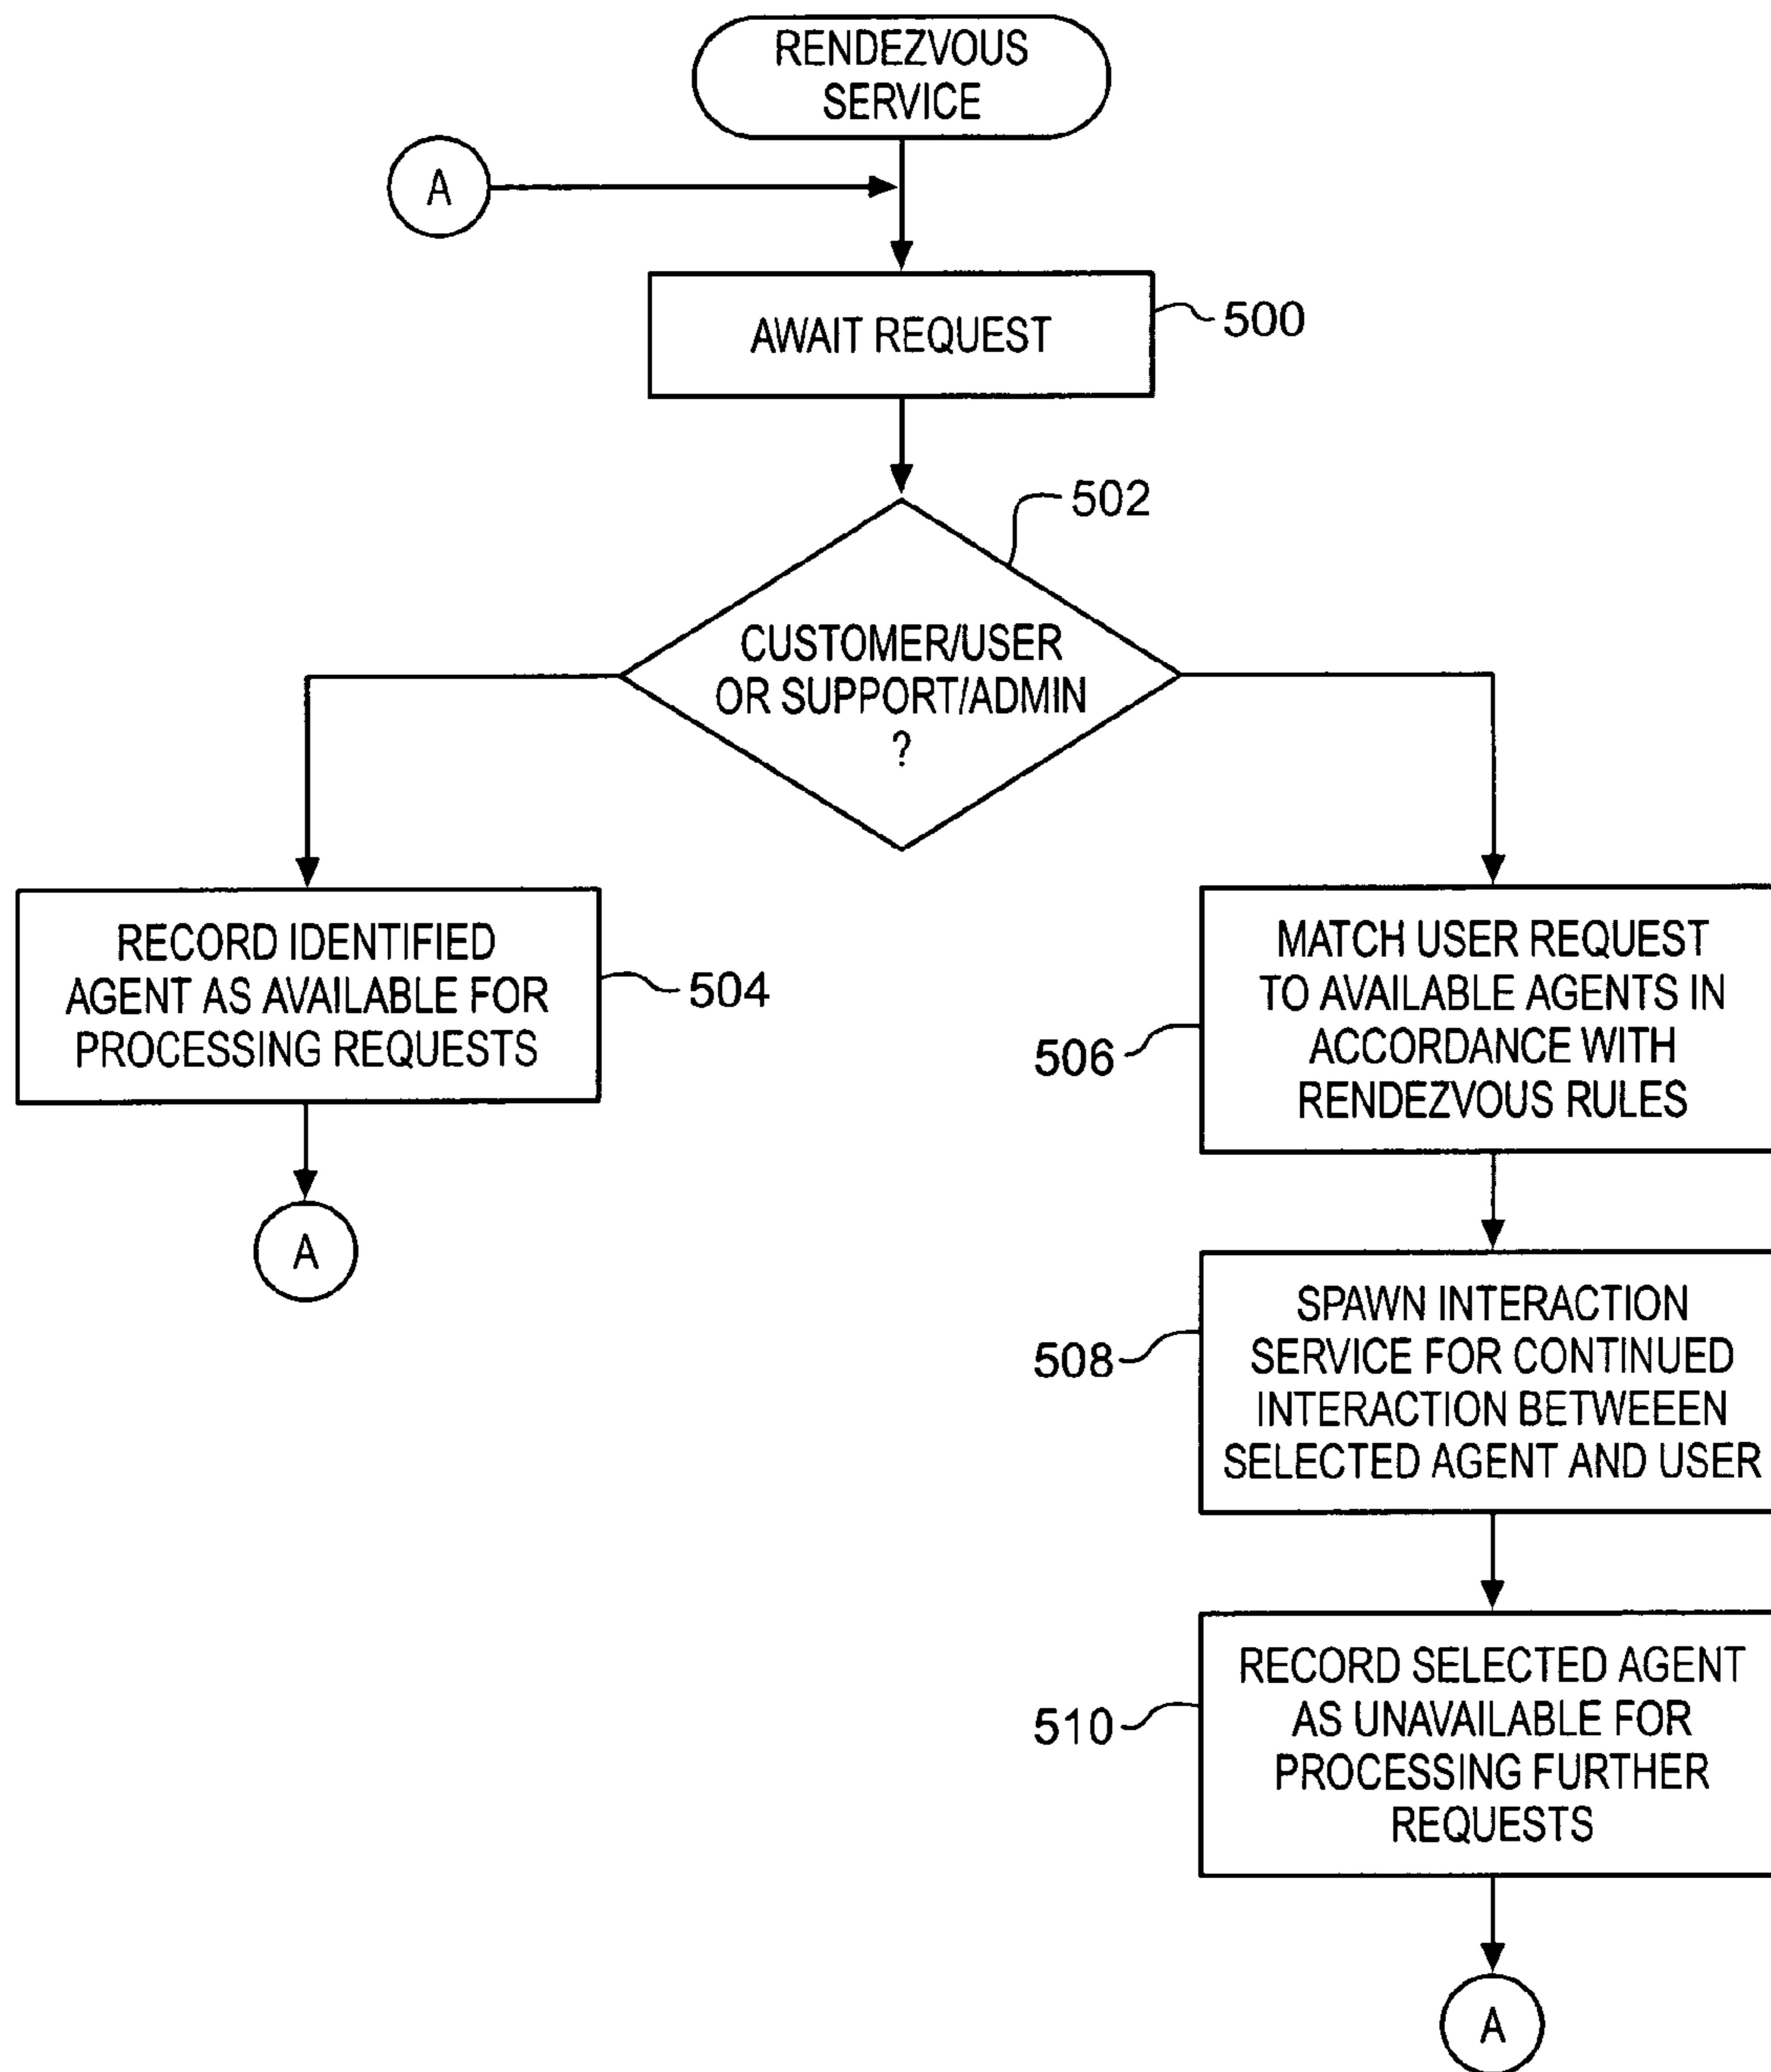 RENDEZVOUS
SERVICE
A
AWAIT REQUEST
500
502
CUSTOMER/USER
OR SUPPORT/ADMIN
?
RECORD IDENTIFIED
AGENT AS AVAILABLE FOR
PROCESSING REQUESTS
504
A
MATCH USER REQUEST
TO AVAILABLE AGENTS IN
ACCORDANCE WITH
RENDEZVOUS RULES
506
SPAWN INTERACTION
SERVICE FOR CONTINUED
INTERACTION BETWEEEN
SELECTED AGENT AND USER
508
RECORD SELECTED AGENT
AS UNAVAILABLE FOR
PROCESSING FURTHER
REQUESTS
510
A